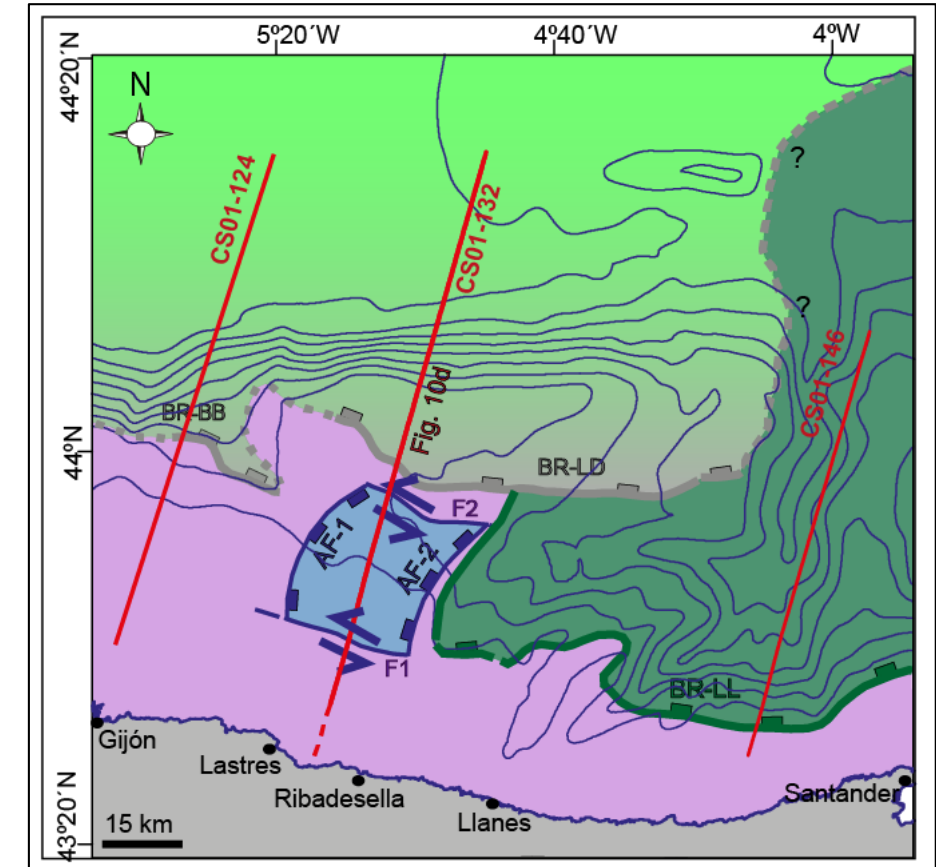 5º20´W
4º40´W
4ºW
44º20´N
N
?
CS01-124
CS01-132
?
CS01-146
Fig. 10d
BR-BB
44ºN
BR-LD
F2
AF-1
AF-2
F1
BR-LL
Gijón
Lastres
Ribadesella
Llanes
Santander
43º20´N
15 km